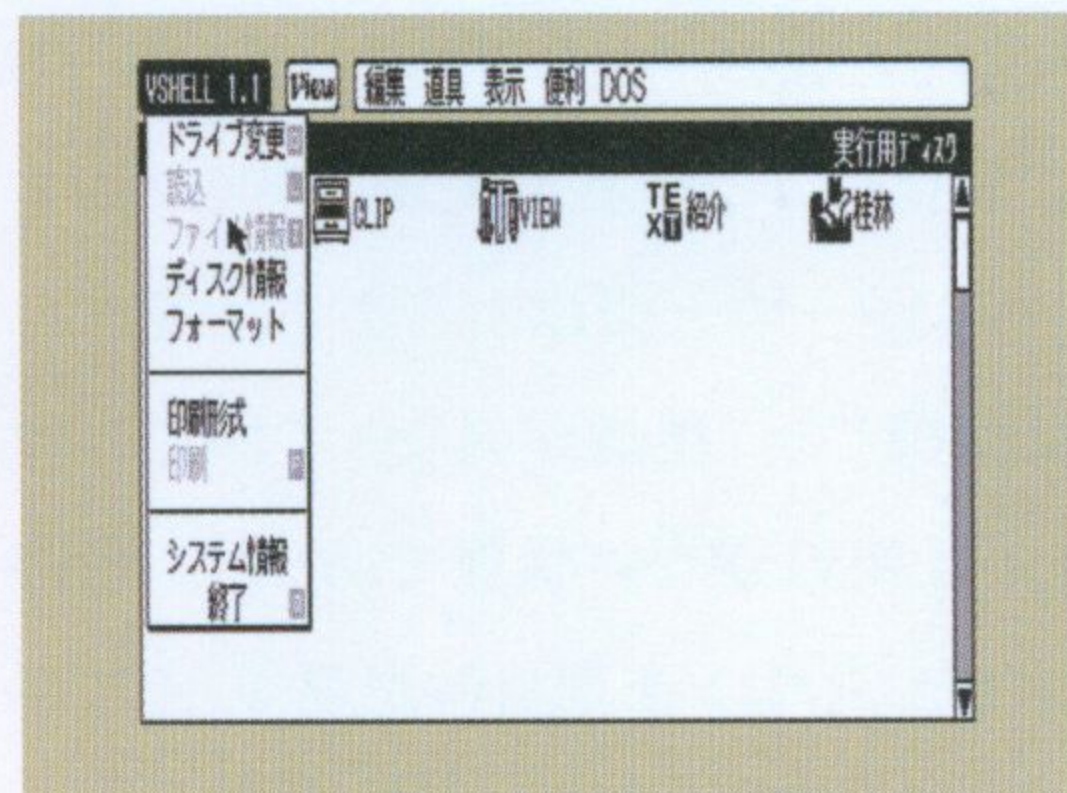 VSHELL 1.1 View 編集 道具 表示 便利 DOS
実行用ディスク
ドライブ変更
読込
ファイル情報
ディスク情報
フォーマット
印刷形式
印刷
システム情報
終了
CLIP
VIEW
TEXT 紹介
桂林